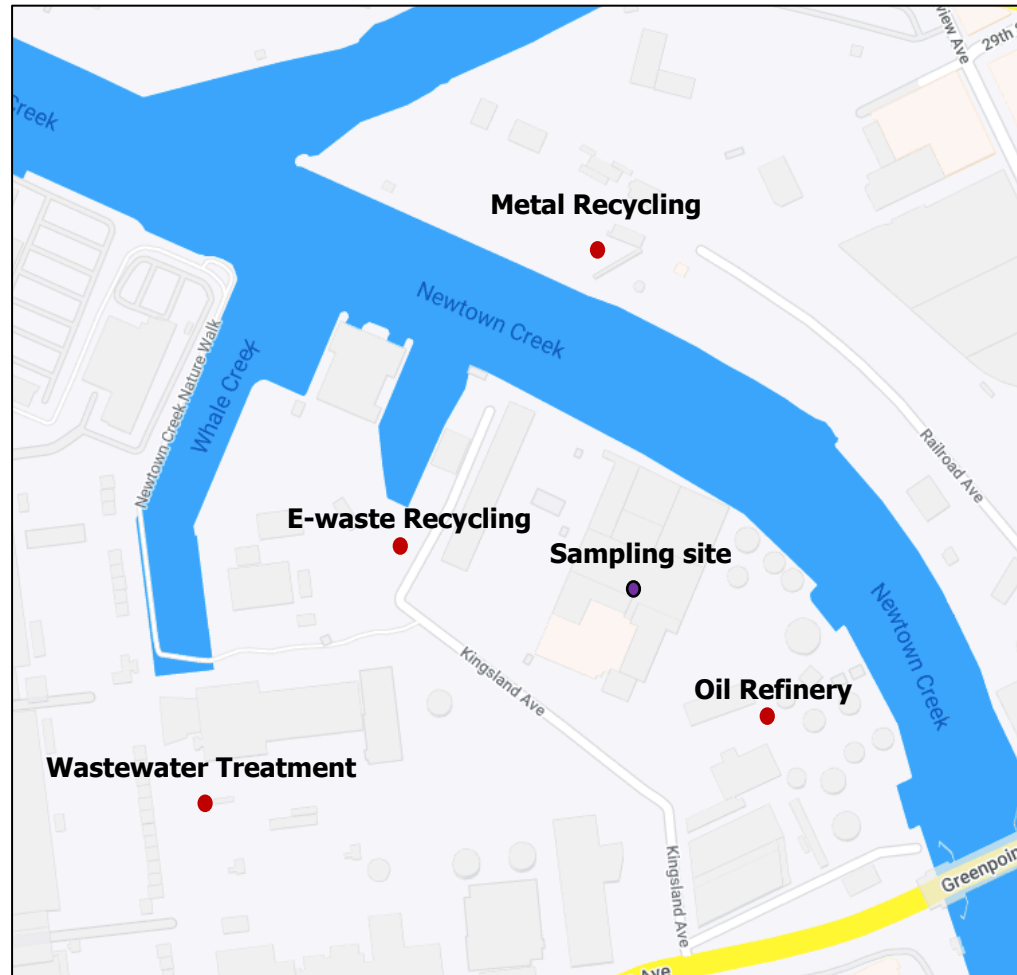 view Ave
29th
Creek
Metal Recycling
Newtown Creek
Newtown Creek Nature Walk
Whale Creek
Railroad Ave
E-waste Recycling
Sampling site
Newtown Creek
Kingsland Ave
Oil Refinery
Wastewater Treatment
Kingsland Ave
Greenpoin
Ave